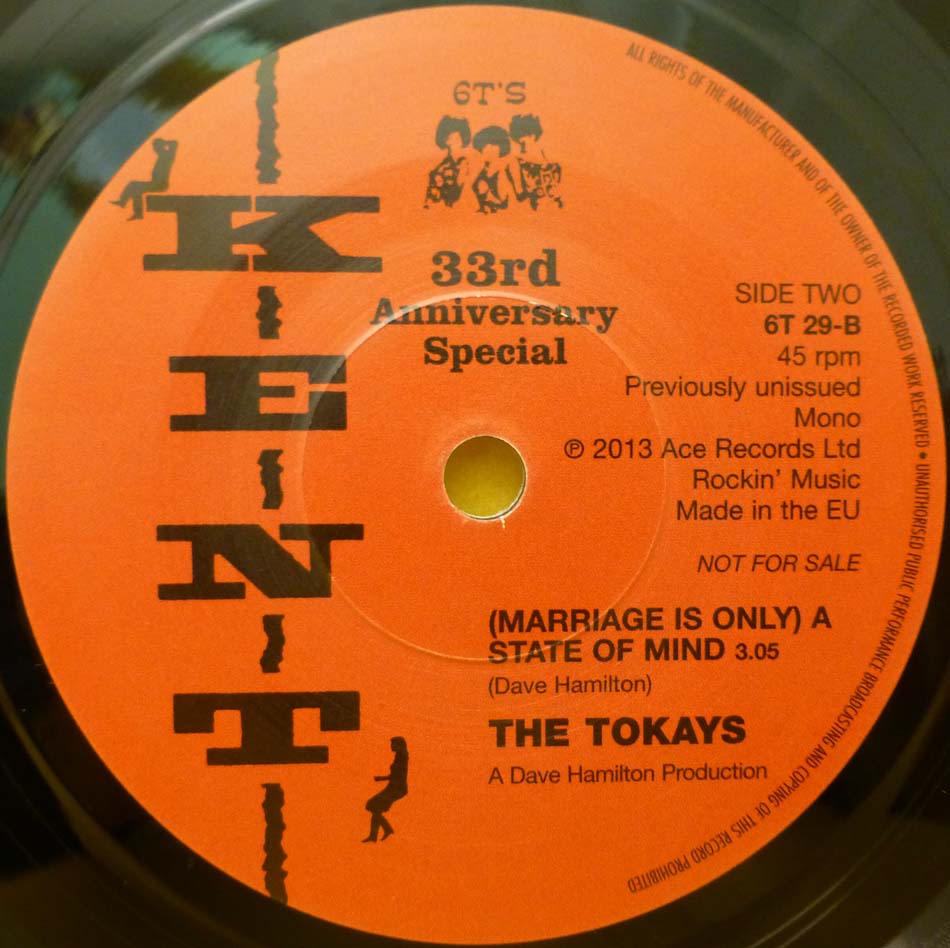 6T'S
KENT
33rd
Anniversary
Special
SIDE TWO
6T 29-B
45 rpm
Previously unissued
Mono
℗ 2013 Ace Records Ltd
Rockin' Music
Made in the EU
NOT FOR SALE
(MARRIAGE IS ONLY) A
STATE OF MIND 3.05
(Dave Hamilton)
THE TOKAYS
A Dave Hamilton Production
ALL RIGHTS OF THE MANUFACTURER AND OF THE OWNER OF THE RECORDED WORK RESERVED • UNAUTHORISED PUBLIC PERFORMANCE BROADCASTING AND COPYING OF THIS RECORD PROHIBITED